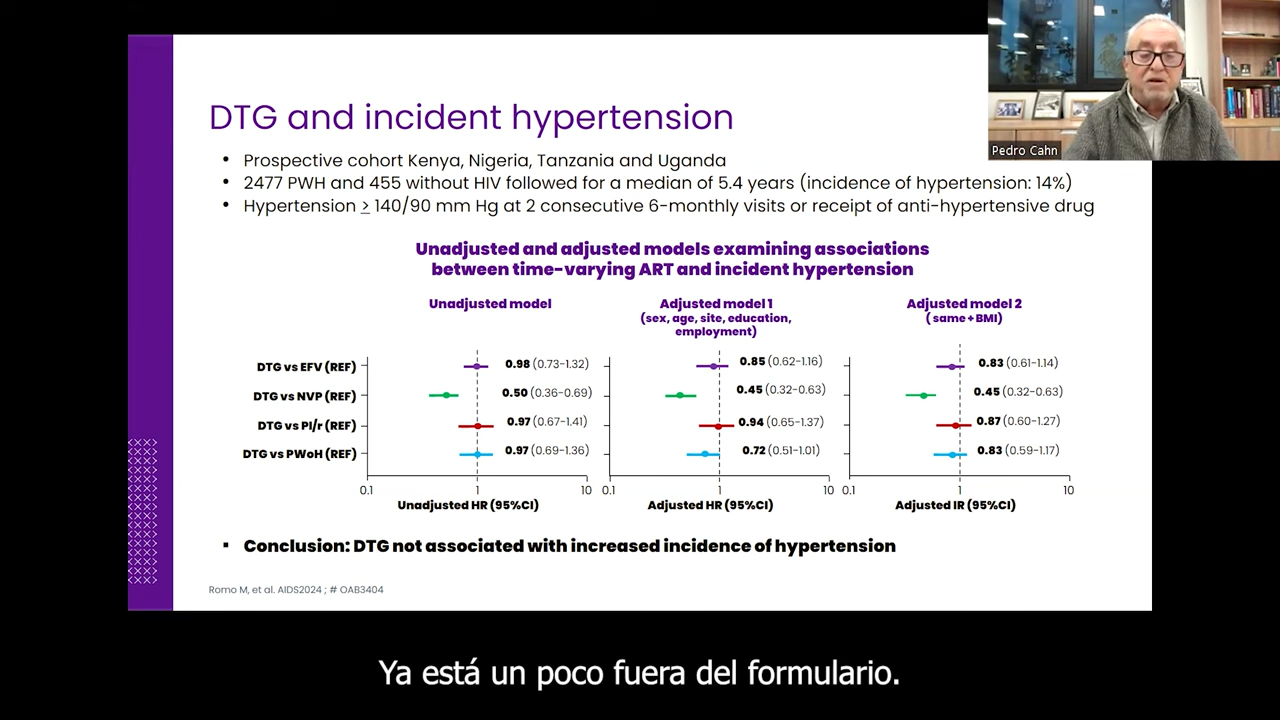 Pedro Cahn
DTG and incident hypertension
• Prospective cohort Kenya, Nigeria, Tanzania and Uganda
• 2477 PWH and 455 without HIV followed for a median of 5.4 years (incidence of hypertension: 14%)
• Hypertension > 140/90 mm Hg at 2 consecutive 6-monthly visits or receipt of anti-hypertensive drug
Unadjusted and adjusted models examining associations
between time-varying ART and incident hypertension
Unadjusted model
Adjusted model 1
(sex, age, site, education,
employment)
Adjusted model 2
( same + BMI)
DTG vs EFV (REF) 0.98 (0.73-1.32) 0.85 (0.62-1.16) 0.83 (0.61-1.14)
DTG vs NVP (REF) 0.50 (0.36-0.69) 0.45 (0.32-0.63) 0.45 (0.32-0.63)
DTG vs PI/r (REF) 0.97 (0.67-1.41) 0.94 (0.65-1.37) 0.87 (0.60-1.27)
DTG vs PWoH (REF) 0.97 (0.69-1.36) 0.72 (0.51-1.01) 0.83 (0.59-1.17)
0.1 1 10 0.1 1 10 0.1 1 10
Unadjusted HR (95%CI) Adjusted HR (95%CI) Adjusted IR (95%CI)
▪ Conclusion: DTG not associated with increased incidence of hypertension
Romo M, et al. AIDS2024 ; # OAB3404
Ya está un poco fuera del formulario.